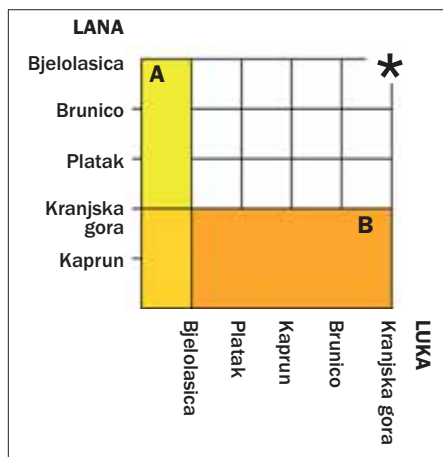 LANA
Bjelolasica
A
*
Brunico
Platak
Kranjska
gora
B
Kaprun
Bjelolasica
Platak
Kaprun
Brunico
Kranjska gora
LUKA